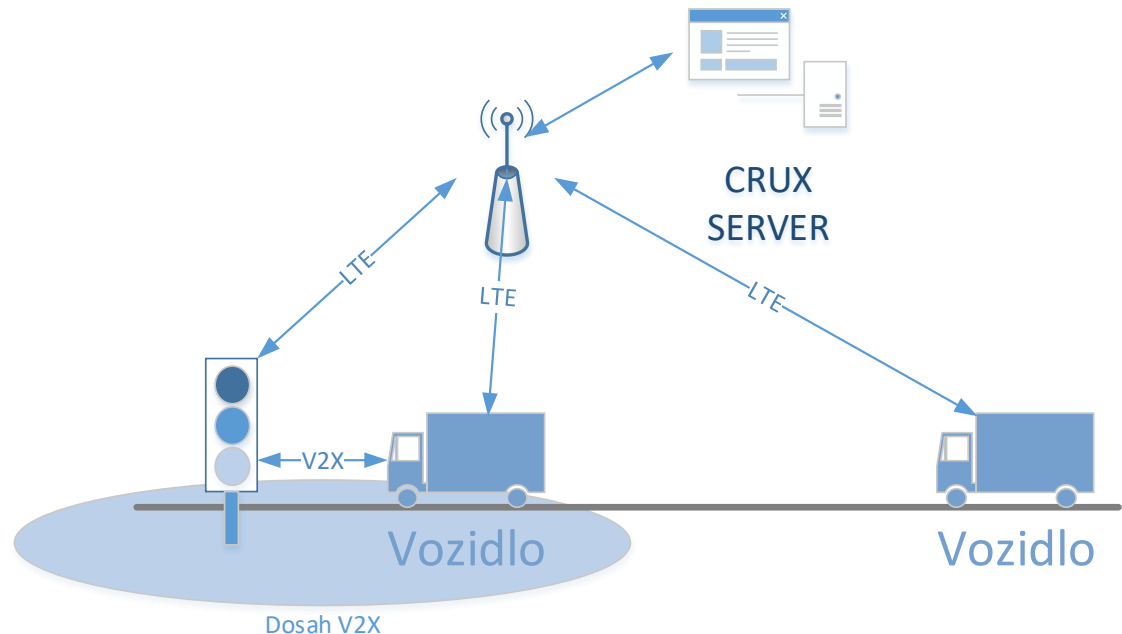 CRUX
SERVER
LTE
LTE
LTE
V2X
Vozidlo
Vozidlo
Dosah V2X